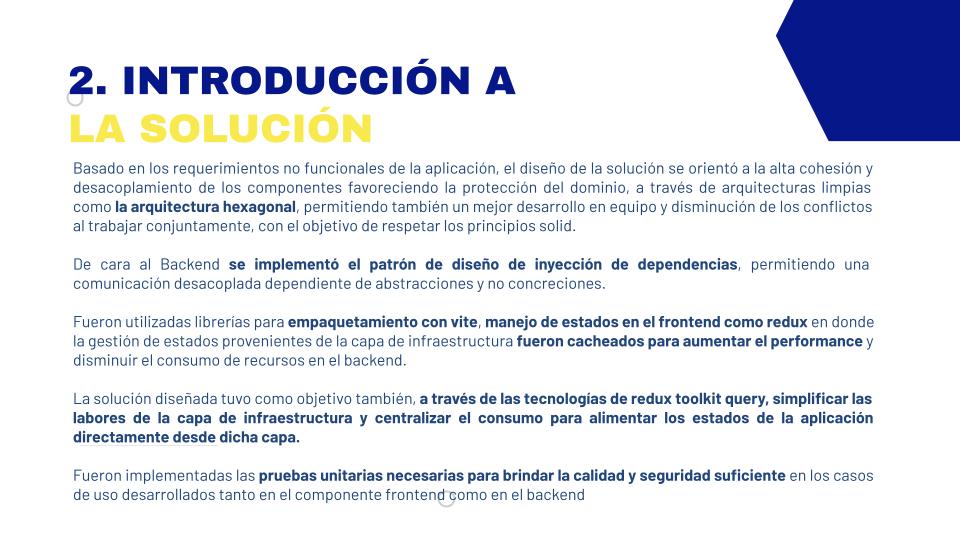 2. INTRODUCCIÓN A
LA SOLUCIÓN
Basado en los requerimientos no funcionales de la aplicación, el diseño de la solución se orientó a la alta cohesión y
desacoplamiento de los componentes favoreciendo la protección del dominio, a través de arquitecturas limpias
como la arquitectura hexagonal, permitiendo también un mejor desarrollo en equipo y disminución de los conflictos
al trabajar conjuntamente, con el objetivo de respetar los principios solid.
De cara al Backend se implementó el patrón de diseño de inyección de dependencias, permitiendo una
comunicación desacoplada dependiente de abstracciones y no concreciones.
Fueron utilizadas librerías para empaquetamiento con vite, manejo de estados en el frontend como redux en donde
la gestión de estados provenientes de la capa de infraestructura fueron cacheados para aumentar el performance y
disminuir el consumo de recursos en el backend.
La solución diseñada tuvo como objetivo también, a través de las tecnologías de redux toolkit query, simplificar las
labores de la capa de infraestructura y centralizar el consumo para alimentar los estados de la aplicación
directamente desde dicha capa.
Fueron implementadas las pruebas unitarias necesarias para brindar la calidad y seguridad suficiente en los casos
de uso desarrollados tanto en el componente frontend como en el backend